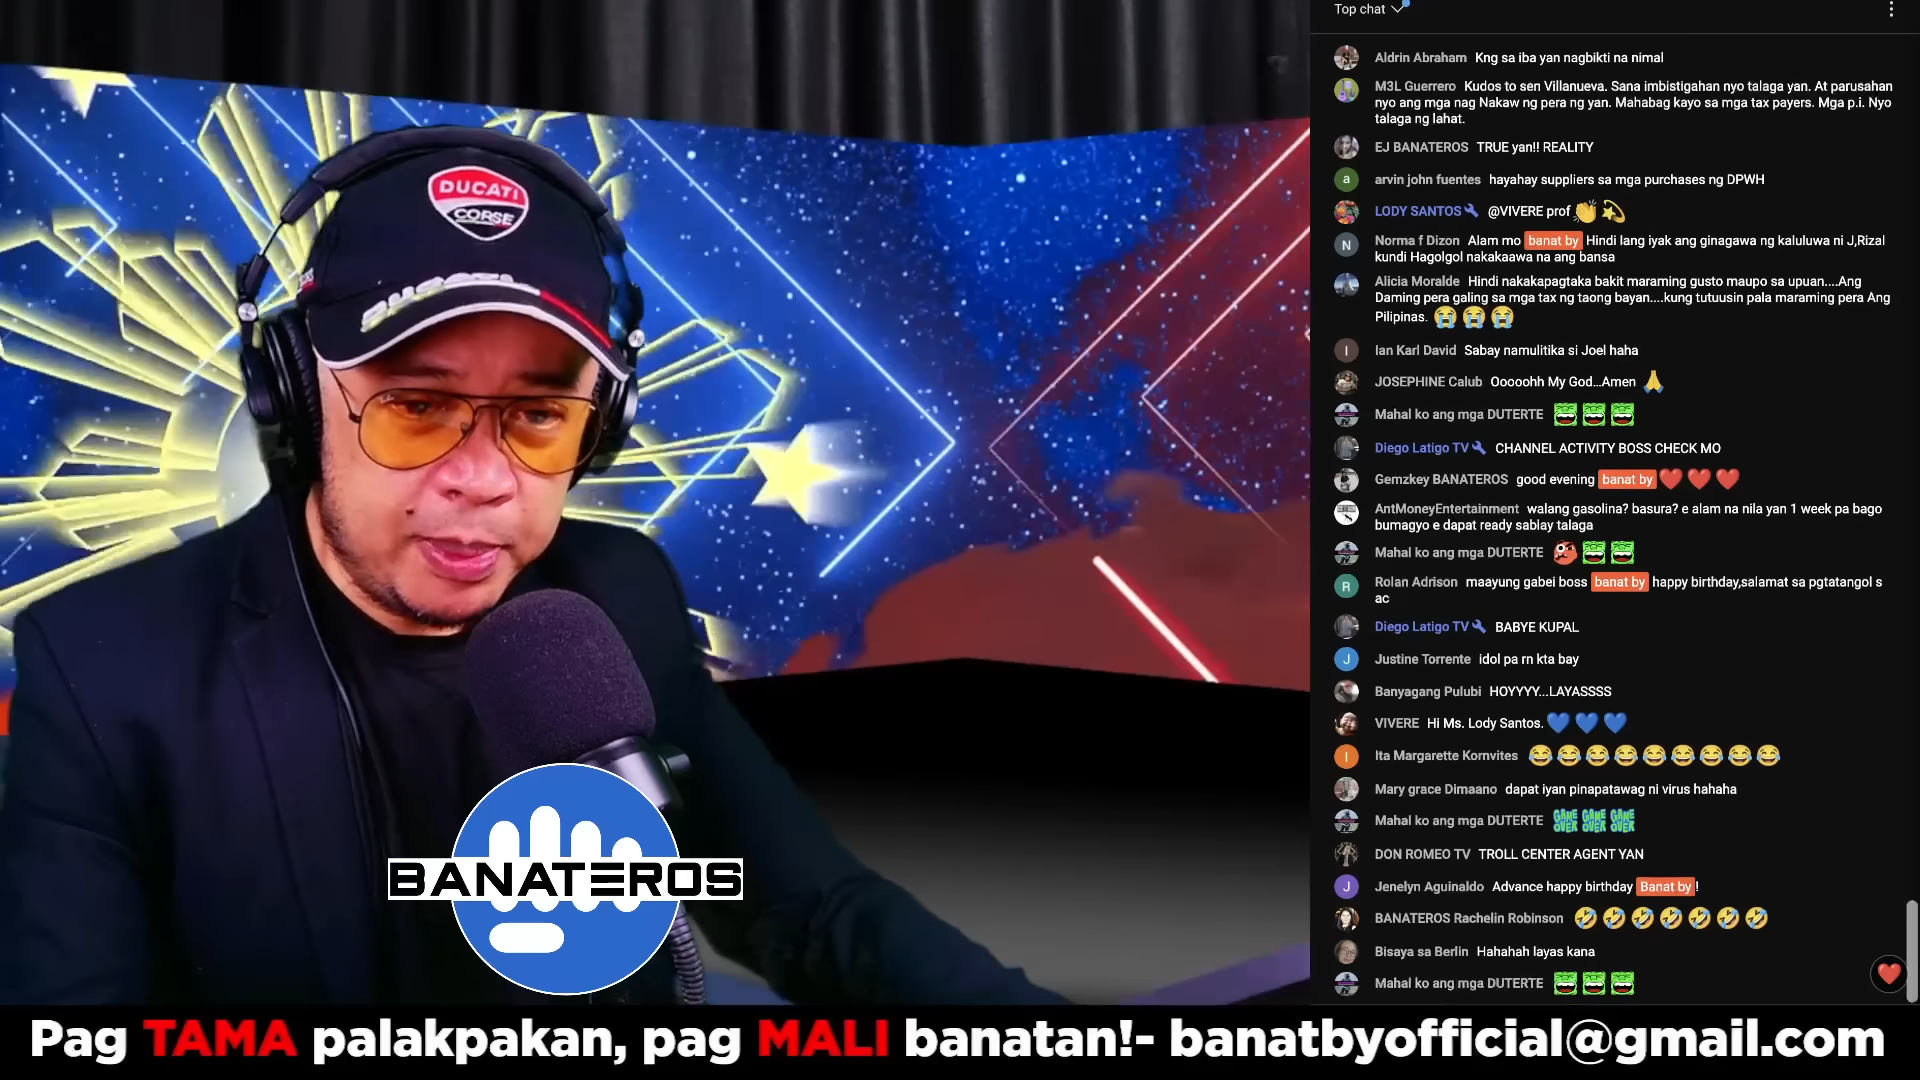 DUCATI
CORSE
BANATEROS
Top chat
Aldrin Abraham Kng sa iba yan nagbikti na nimal
M3L Guerrero Kudos to sen Villanueva. Sana imbistigahan nyo talaga yan. At parusahan
nyo ang mga nag Nakaw ng pera ng yan. Mahabag kayo sa mga tax payers. Mga p.i. Nyo
talaga ng lahat.
EJ BANATEROS TRUE yan!! REALITY
a
arvin john fuentes hayahay suppliers sa mga purchases ng DPWH
LODY SANTOS @VIVERE prof 👏💫
N
Norma f Dizon Alam mo banat by Hindi lang iyak ang ginagawa ng kaluluwa ni J,Rizal
kundi Hagolgol nakakaawa na ang bansa
Alicia Moralde Hindi nakakapagtaka bakit maraming gusto maupo sa upuan....Ang
Daming pera galing sa mga tax ng taong bayan....kung tutuusin pala maraming pera Ang
Pilipinas. 😭😭😭
I
Ian Karl David Sabay namulitika si Joel haha
JOSEPHINE Calub Ooooohh My God...Amen 🙏
Mahal ko ang mga DUTERTE
Diego Latigo TV CHANNEL ACTIVITY BOSS CHECK MO
Gemzkey BANATEROS good evening banat by ❤️❤️❤️
AntMoneyEntertainment walang gasolina? basura? e alam na nila yan 1 week pa bago
bumagyo e dapat ready sablay talaga
Mahal ko ang mga DUTERTE
R
Rolan Adrison maayung gabei boss banat by happy birthday,salamat sa pgtatangol s
ac
Diego Latigo TV BABYE KUPAL
J
Justine Torrente idol pa rn kta bay
Banyagang Pulubi HOYYYY...LAYASSSS
VIVERE Hi Ms. Lody Santos. 💙💙💙
I
Ita Margarette Kornvites 😂😂😂😂😂😂😂😂😂
Mary grace Dimaano dapat iyan pinapatawag ni virus hahaha
Mahal ko ang mga DUTERTE GAME OVER GAME OVER GAME OVER
DON ROMEO TV TROLL CENTER AGENT YAN
J
Jenelyn Aguinaldo Advance happy birthday Banat by !
BANATEROS Rachelin Robinson 🤣🤣🤣🤣🤣🤣🤣
Bisaya sa Berlin Hahahah layas kana
Mahal ko ang mga DUTERTE
Pag TAMA palakpakan, pag MALI banatan!- banatbyofficial@gmail.com